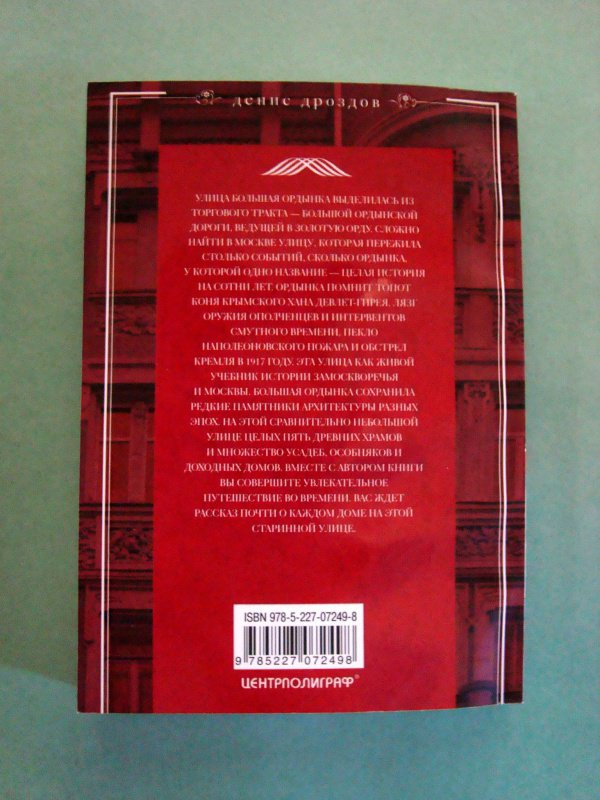 денис дроздов
УЛИЦА БОЛЬШАЯ ОРДЫНКА ВЫДЕЛИЛАСЬ ИЗ
ТОРГОВОГО ТРАКТА — БОЛЬШОЙ ОРДЫНСКОЙ
ДОРОГИ, ВЕДУЩЕЙ В ЗОЛОТУЮ ОРДУ. СЛОЖНО
НАЙТИ В МОСКВЕ УЛИЦУ, КОТОРАЯ ПЕРЕЖИЛА
СТОЛЬКО СОБЫТИЙ, СКОЛЬКО ОРДЫНКА,
У КОТОРОЙ ОДНО НАЗВАНИЕ — ЦЕЛАЯ ИСТОРИЯ
НА СОТНИ ЛЕТ. ОРДЫНКА ПОМНИТ ТОПОТ
КОНЯ КРЫМСКОГО ХАНА ДЕВЛЕТ-ГИРЕЯ, ЛЯЗГ
ОРУЖИЯ ОПОЛЧЕНЦЕВ И ИНТЕРВЕНТОВ
СМУТНОГО ВРЕМЕНИ, ПЕКЛО
НАПОЛЕОНОВСКОГО ПОЖАРА И ОБСТРЕЛ
КРЕМЛЯ В 1917 ГОДУ. ЭТА УЛИЦА КАК ЖИВОЙ
УЧЕБНИК ИСТОРИИ ЗАМОСКВОРЕЧЬЯ
И МОСКВЫ. БОЛЬШАЯ ОРДЫНКА СОХРАНИЛА
РЕДКИЕ ПАМЯТНИКИ АРХИТЕКТУРЫ РАЗНЫХ
ЭПОХ. НА ЭТОЙ СРАВНИТЕЛЬНО НЕБОЛЬШОЙ
УЛИЦЕ ЦЕЛЫХ ПЯТЬ ДРЕВНИХ ХРАМОВ
И МНОЖЕСТВО УСАДЕБ, ОСОБНЯКОВ И
ДОХОДНЫХ ДОМОВ. ВМЕСТЕ С АВТОРОМ КНИГИ
ВЫ СОВЕРШИТЕ УВЛЕКАТЕЛЬНОЕ
ПУТЕШЕСТВИЕ ВО ВРЕМЕНИ. ВАС ЖДЕТ
РАССКАЗ ПОЧТИ О КАЖДОМ ДОМЕ НА ЭТОЙ
СТАРИННОЙ УЛИЦЕ.
ISBN 978-5-227-07249-8
9 785227 072498
ЦЕНТРПОЛИГРАФ®